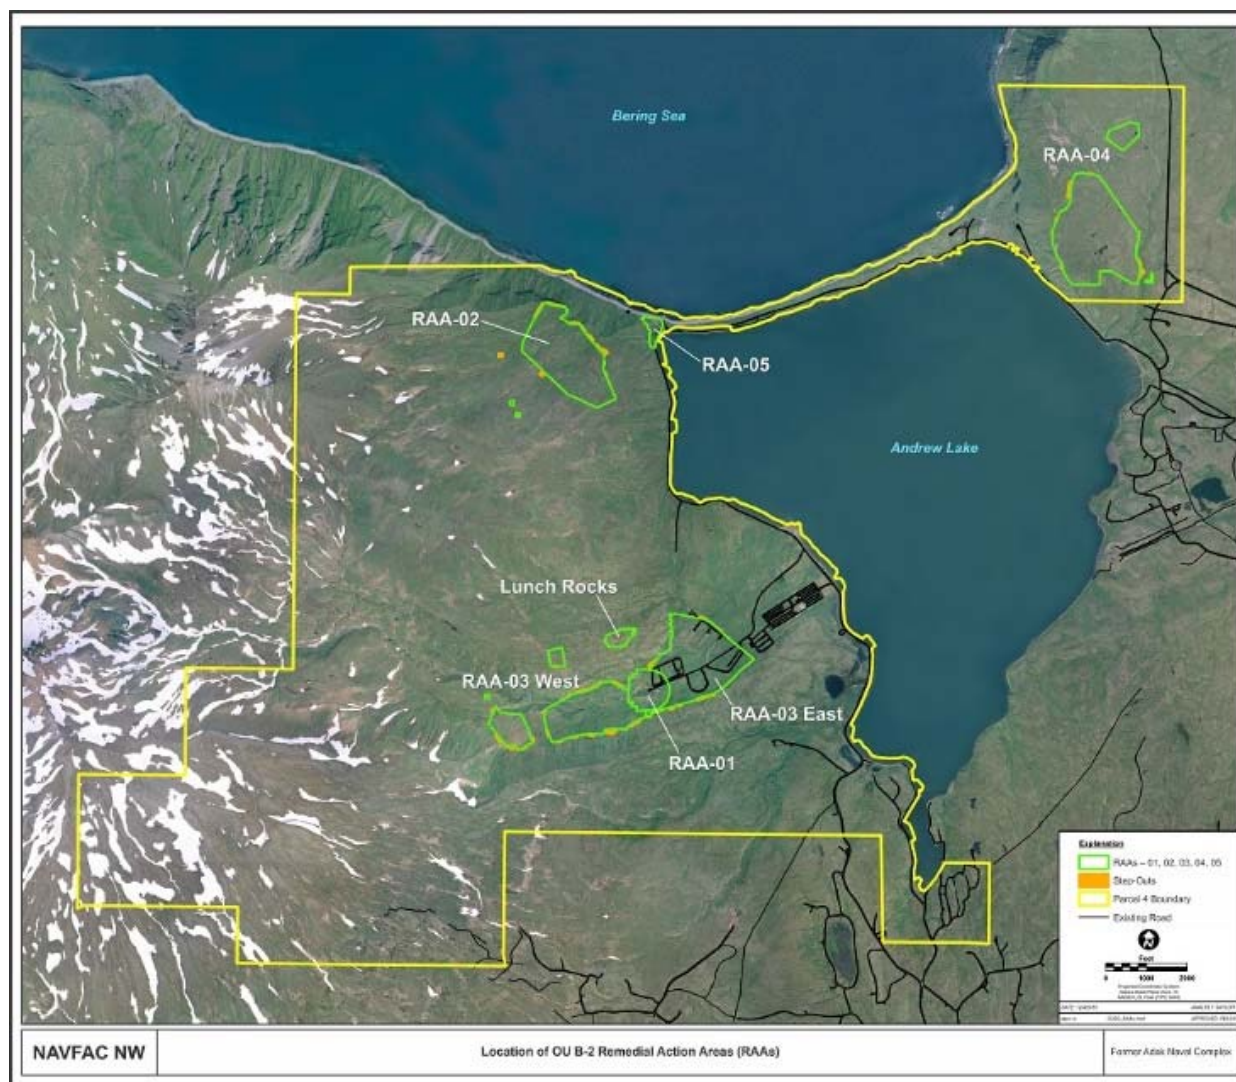 Bering Sea
RAA-04
RAA-02
RAA-05
Andrew Lake
Lunch Rocks
RAA-03 West
RAA-03 East
RAA-01
Explanation
RAAs – 01, 02, 03, 04, 05
Step-Outs
Parcel 4 Boundary
Existing Road
N
Feet
0 1000 2000
NAVFAC NW
Location of OU B-2 Remedial Action Areas (RAAs)
Former Adak Naval Complex